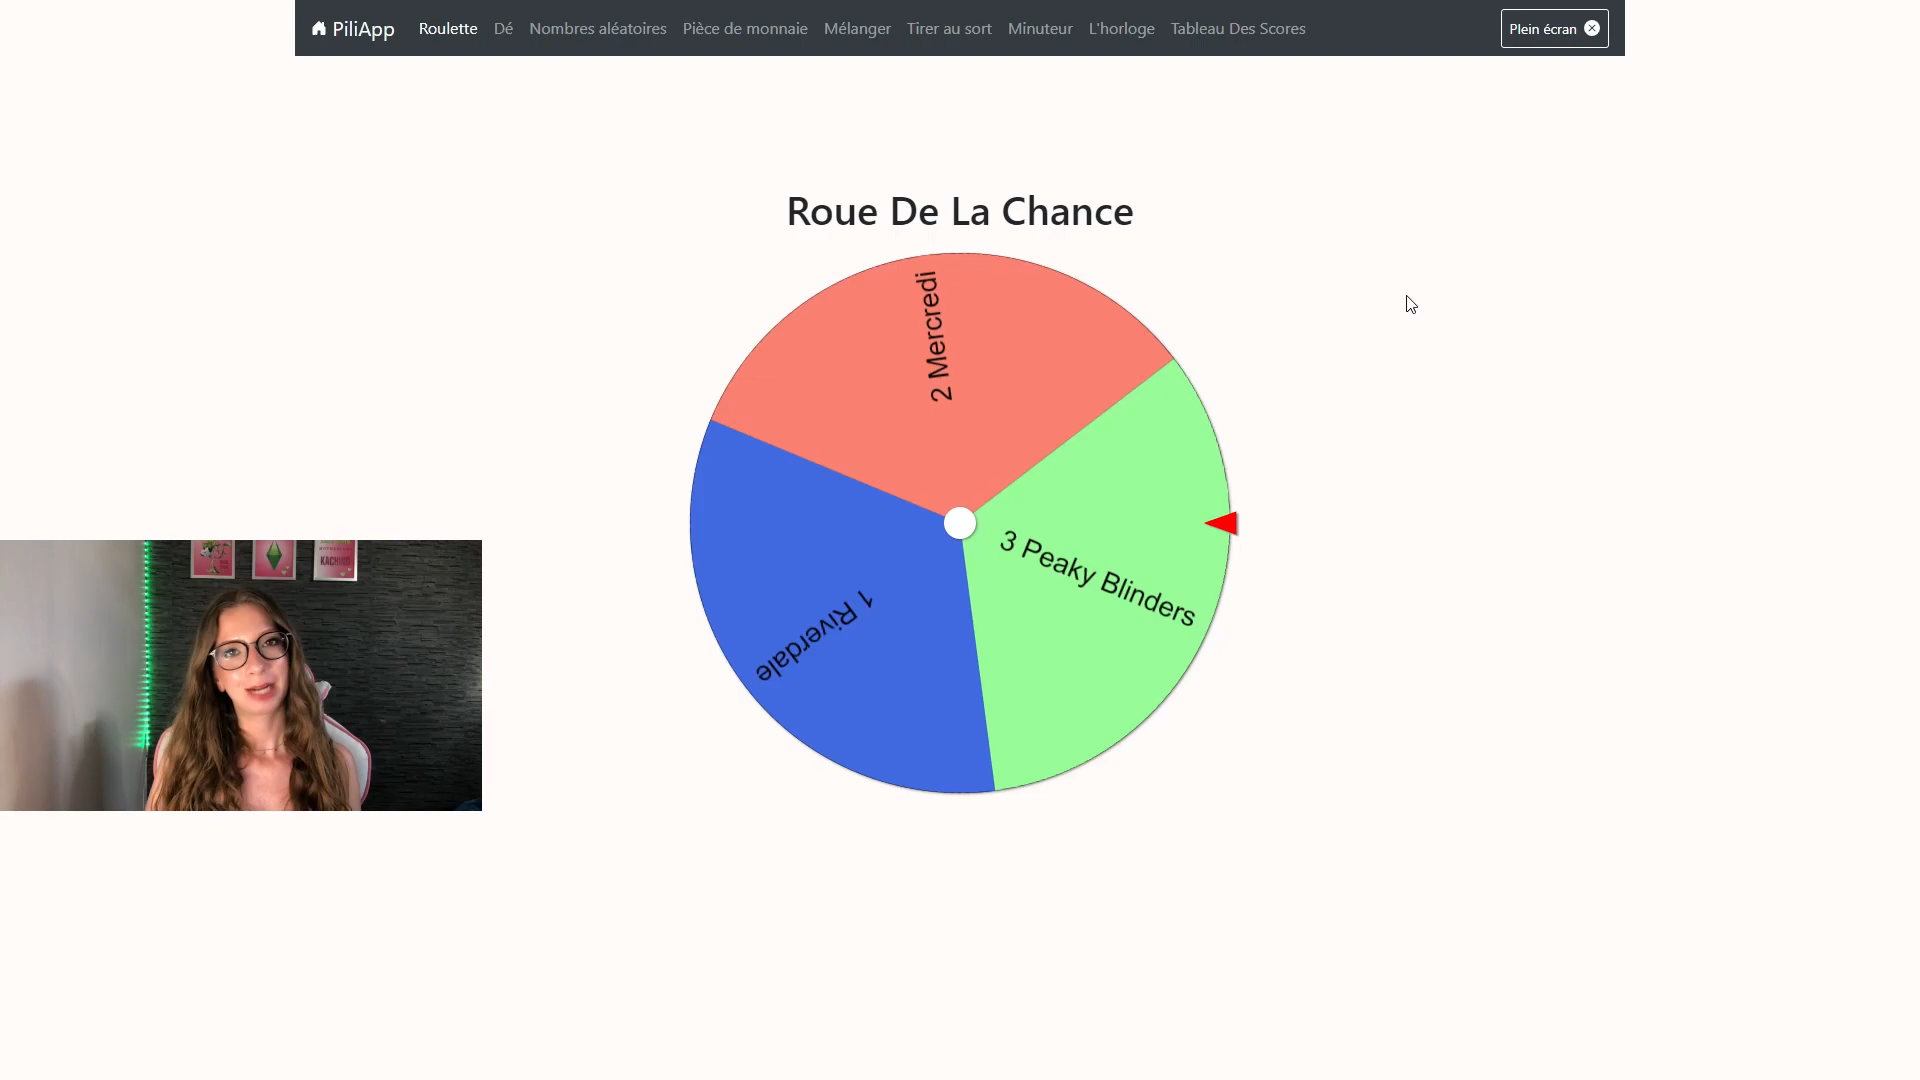 PiliApp Roulette Dé Nombres aléatoires Pièce de monnaie Mélanger Tirer au sort Minuteur L'horloge Tableau Des Scores Plein écran
Roue De La Chance
2 Mercredi
3 Peaky Blinders
1 Riverdale
KACHUUU